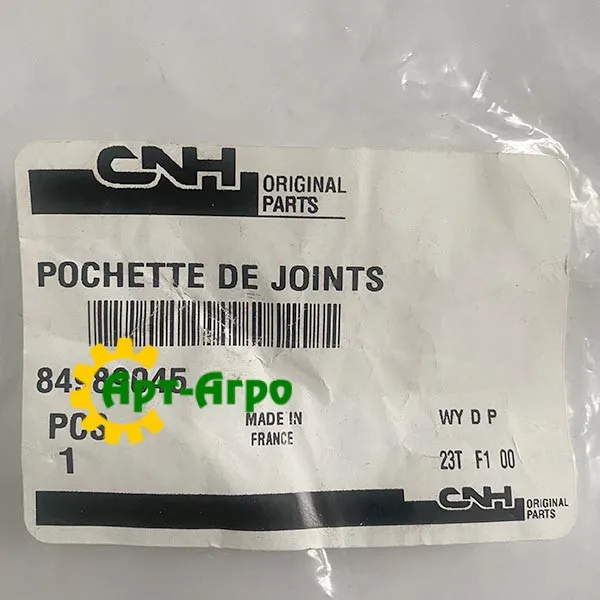 CNH ORIGINAL
PARTS
POCHETTE DE JOINTS
Арт-Агро
PCS
1
MADE IN
FRANCE
WY D P
23T F1 00
CNH ORIGINAL
PARTS